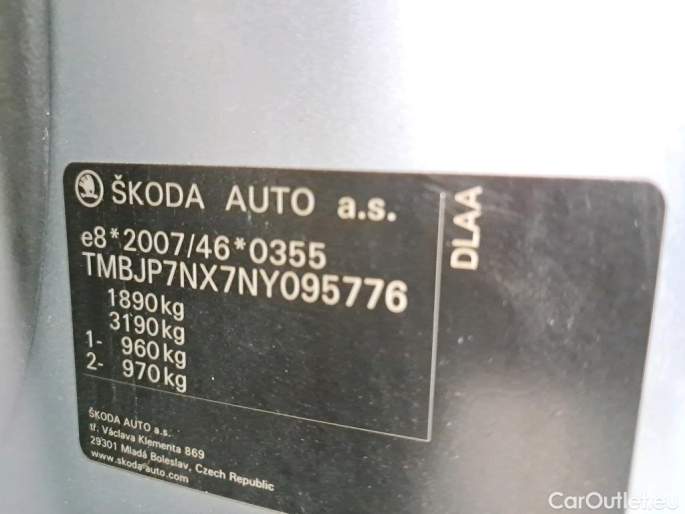 ŠKODA AUTO a.s.
e8*2007/46*0355
TMBJP7NX7NY095776
1890kg
3190kg
1- 960kg
2- 970kg
DLAA
ŠKODA AUTO a.s.
tř. Václava Klementa 869
29301 Mladá Boleslav, Czech Republic
www.skoda-auto.com
CarOutlet.eu